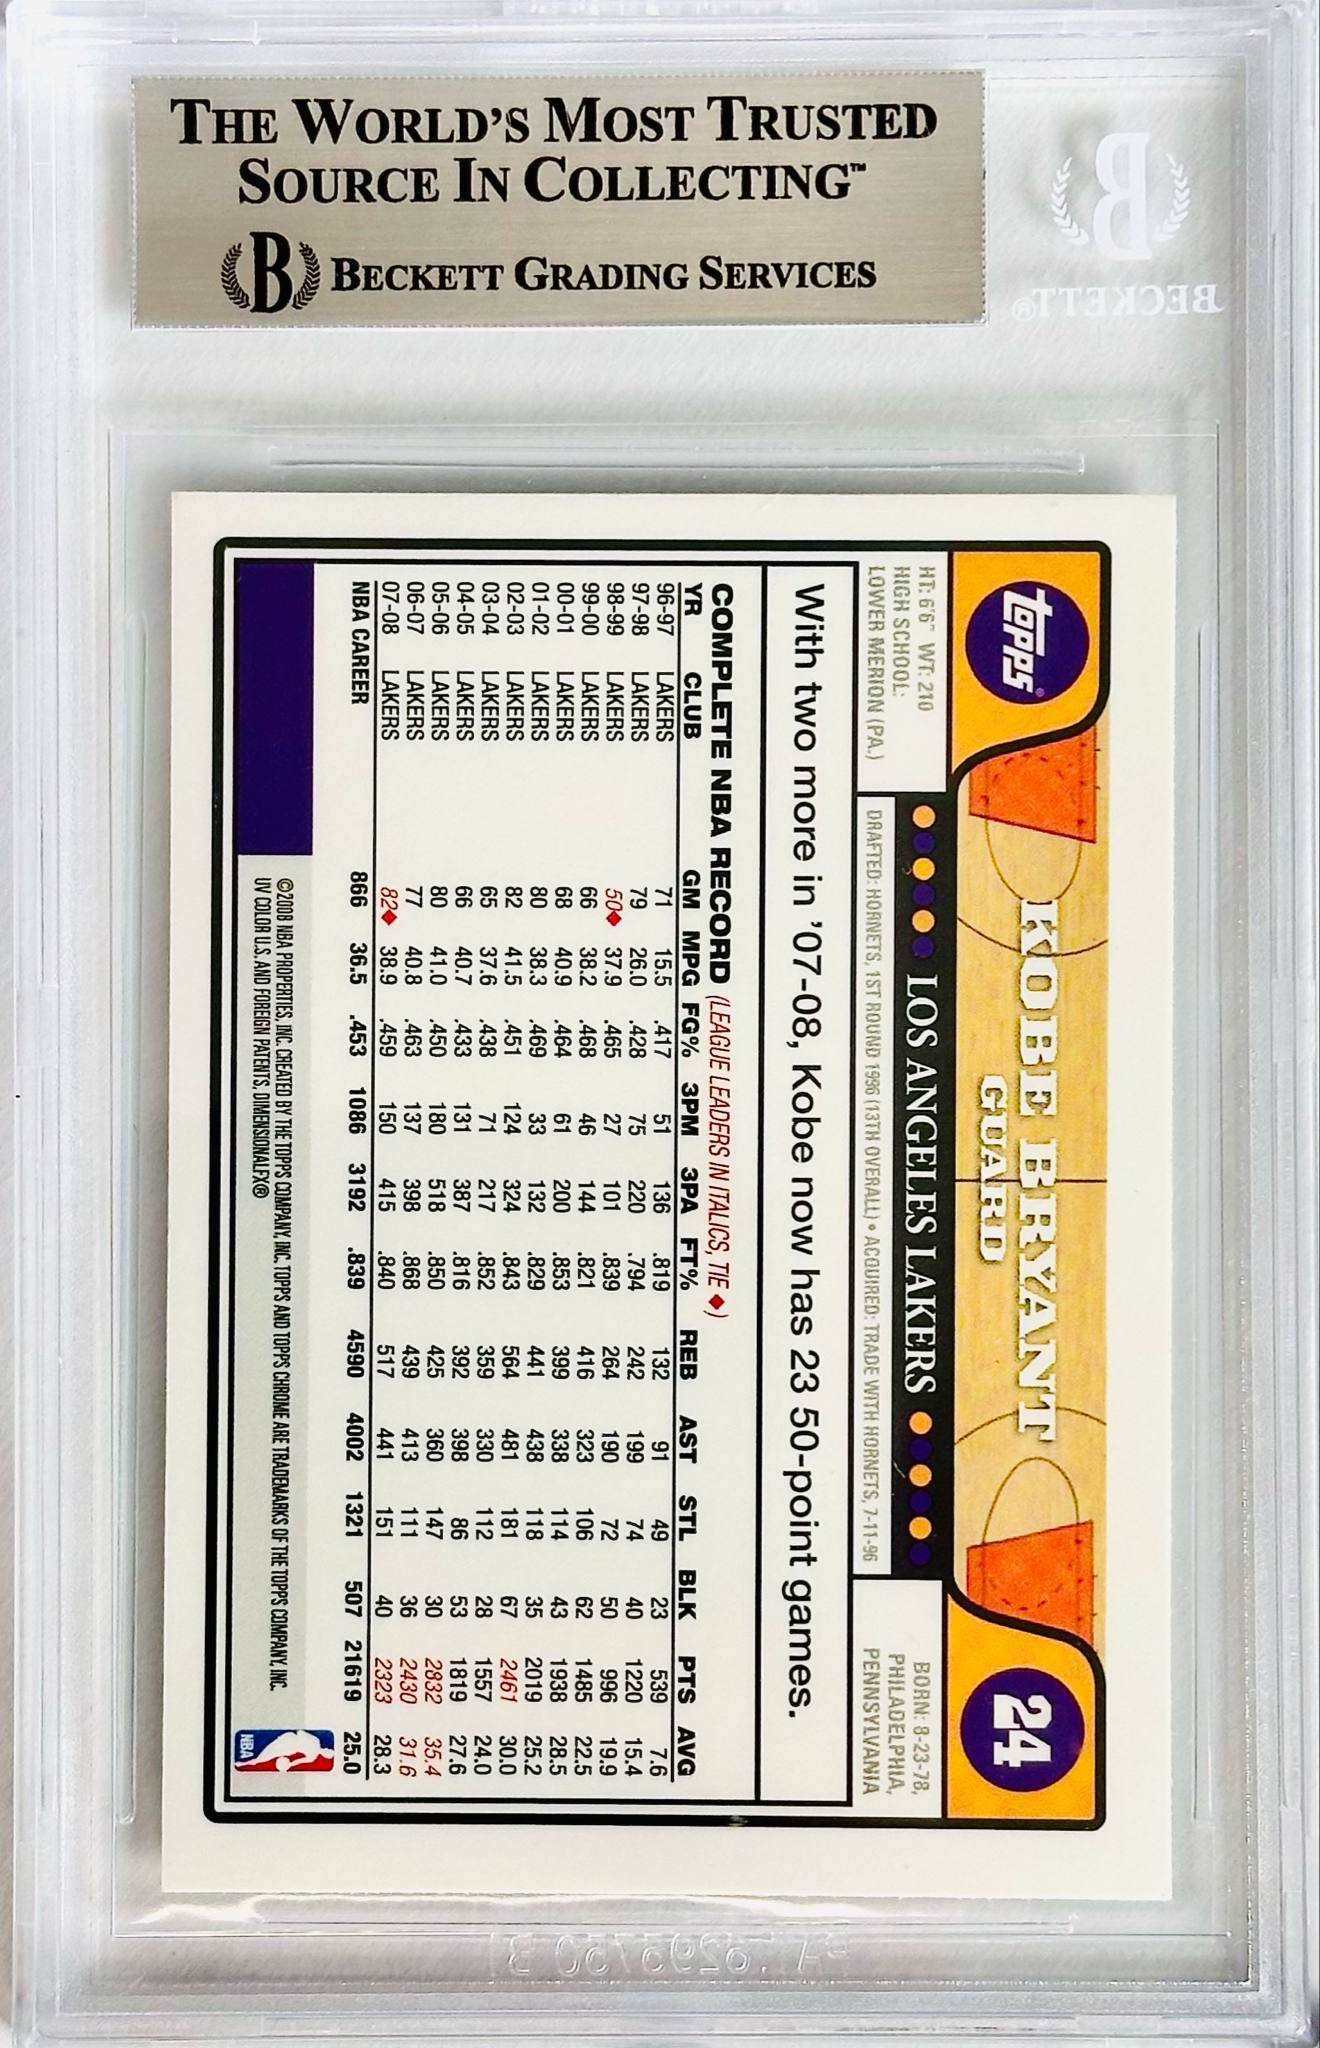 THE WORLD'S MOST TRUSTED
SOURCE IN COLLECTING™
B BECKETT GRADING SERVICES
B
BECKETT®
topps®
KOBE BRYANT
GUARD
24
LOS ANGELES LAKERS
HT: 6'6" WT: 210
HIGH SCHOOL:
LOWER MERION (PA.)
DRAFTED: HORNETS, 1ST ROUND 1996 (13TH OVERALL) • ACQUIRED: TRADE WITH HORNETS, 7-11-96
BORN: 8-23-78,
PHILADELPHIA,
PENNSYLVANIA
With two more in '07-08, Kobe now has 23 50-point games.
COMPLETE NBA RECORD (LEAGUE LEADERS IN ITALICS, TIE ♦)
YR CLUB GM MPG FG% 3PM 3PA FT% REB AST STL BLK PTS AVG
96-97 LAKERS 71 15.5 .417 51 136 .819 132 91 49 23 539 7.6
97-98 LAKERS 79 26.0 .428 75 220 .794 242 199 74 40 1220 15.4
98-99 LAKERS 50♦ 37.9 .465 27 101 .839 264 190 72 50 996 19.9
99-00 LAKERS 66 38.2 .468 46 144 .821 416 323 106 62 1485 22.5
00-01 LAKERS 68 40.9 .464 61 200 .853 399 338 114 43 1938 28.5
01-02 LAKERS 80 38.3 .469 33 132 .829 441 438 118 35 2019 25.2
02-03 LAKERS 82 41.5 .451 124 324 .843 564 481 181 67 2461 30.0
03-04 LAKERS 65 37.6 .438 71 217 .852 359 330 112 28 1557 24.0
04-05 LAKERS 66 40.7 .433 131 387 .816 392 398 86 53 1819 27.6
05-06 LAKERS 80 41.0 .450 180 518 .850 425 360 147 30 2832 35.4
06-07 LAKERS 77 40.8 .463 137 398 .868 439 413 111 36 2430 31.6
07-08 LAKERS 82♦ 38.9 .459 150 415 .840 517 441 151 40 2323 28.3
NBA CAREER 866 36.5 .453 1086 3192 .839 4590 4002 1321 507 21619 25.0
©2008 NBA PROPERTIES, INC. CREATED BY THE TOPPS COMPANY, INC. TOPPS AND TOPPS CHROME ARE TRADEMARKS OF THE TOPPS COMPANY, INC.
UV COLOR U.S. AND FOREIGN PATENTS, DIMENSIONALFX®
NBA